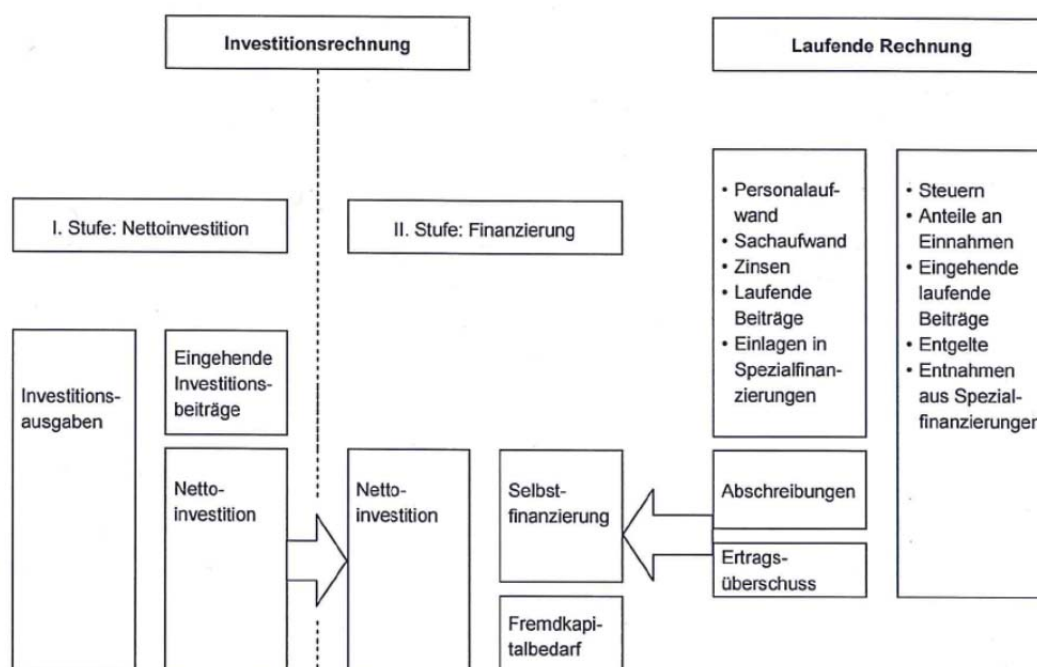 Investitionsrechnung
Laufende Rechnung
I. Stufe: Nettoinvestition
II. Stufe: Finanzierung
Investitions-
ausgaben
Eingehende
Investitions-
beiträge
Netto-
investition
Netto-
investition
Selbst-
finanzierung
Fremdkapi-
talbedarf
• Personalauf-
wand
• Sachaufwand
• Zinsen
• Laufende
Beiträge
• Einlagen in
Spezialfinan-
zierungen
Abschreibungen
Ertrags-
überschuss
• Steuern
• Anteile an
Einnahmen
• Eingehende
laufende
Beiträge
• Entgelte
• Entnahmen
aus Spezial-
finanzierungen